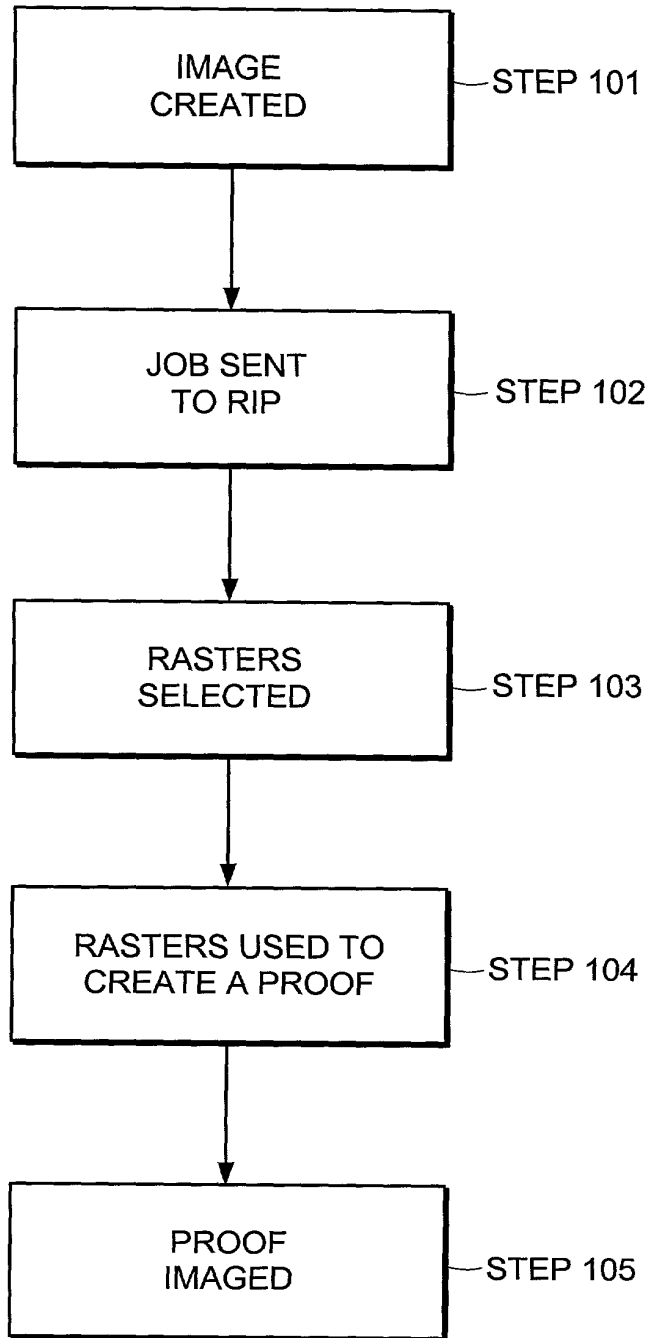 IMAGE
CREATED
STEP 101
JOB SENT
TO RIP
STEP 102
RASTERS
SELECTED
STEP 103
RASTERS USED TO
CREATE A PROOF
STEP 104
PROOF
IMAGED
STEP 105